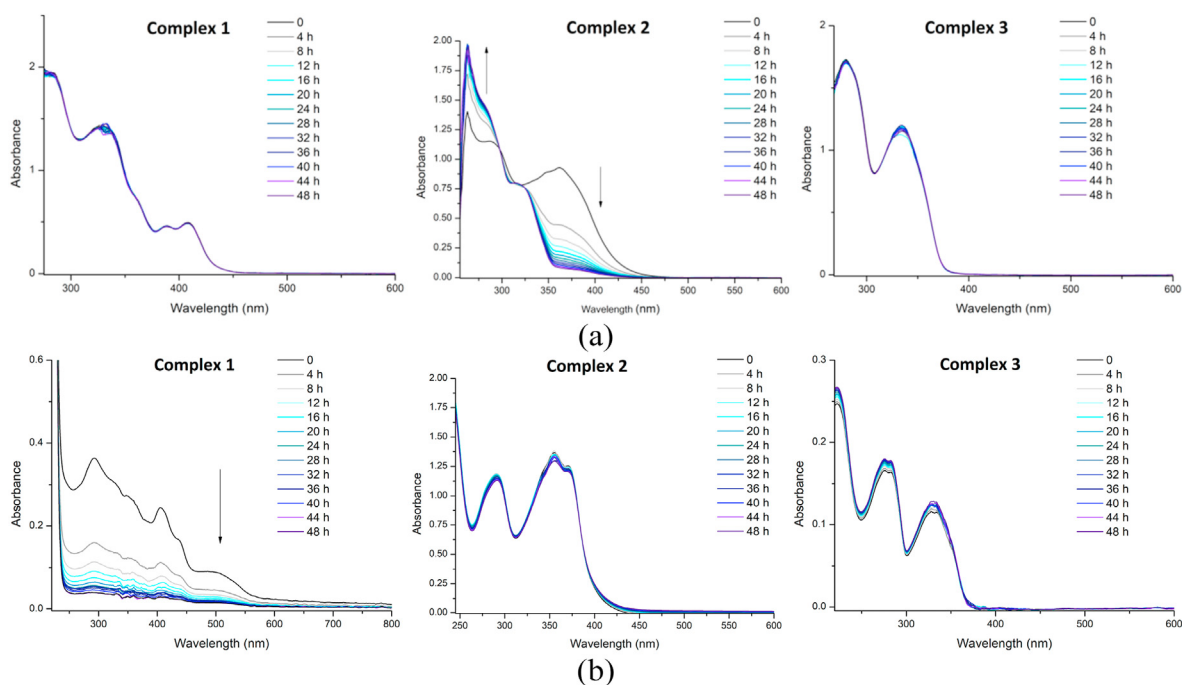 Complex 1
0
4 h
8 h
12 h
16 h
20 h
24 h
28 h
32 h
36 h
40 h
44 h
48 h
Absorbance
2
1
0
300 400 500 600
Wavelength (nm)
Complex 2
0
4 h
8 h
12 h
16 h
20 h
24 h
28 h
32 h
36 h
40 h
44 h
48 h
Absorbance
2.00
1.75
1.50
1.25
1.00
0.75
0.50
0.25
0.00
300 350 400 450 500 550 600
Wavelength (nm)
Complex 3
0
4 h
8 h
12 h
16 h
20 h
24 h
28 h
32 h
36 h
40 h
44 h
48 h
Absorbance
2
1
0
300 400 500 600
Wavelength (nm)
(a)
Complex 1
0
4 h
8 h
12 h
16 h
20 h
24 h
28 h
32 h
36 h
40 h
44 h
48 h
Absorbance
0.6
0.4
0.2
0.0
300 400 500 600 700 800
Wavelength (nm)
Complex 2
0
4 h
8 h
12 h
16 h
20 h
24 h
28 h
32 h
36 h
40 h
44 h
48 h
Absorbance
2.00
1.75
1.50
1.25
1.00
0.75
0.50
0.25
0.00
250 300 350 400 450 500 550 600
Wavelength (nm)
Complex 3
0
4 h
8 h
12 h
16 h
20 h
24 h
28 h
32 h
36 h
40 h
44 h
48 h
Absorbance
0.3
0.2
0.1
0.0
300 400 500 600
Wavelength (nm)
(b)